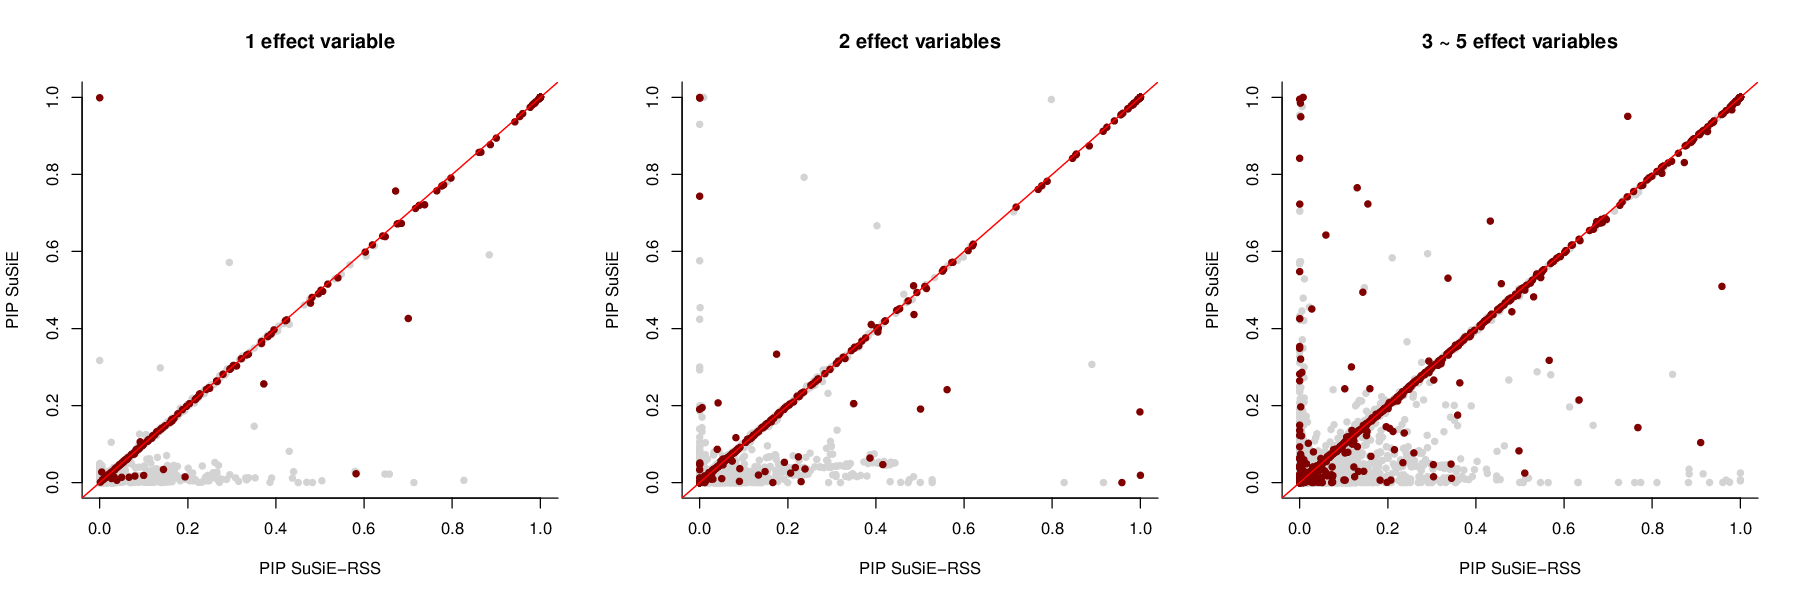 1 effect variable
PIP SuSiE
1.0
0.8
0.6
0.4
0.2
0.0
0.0 0.2 0.4 0.6 0.8 1.0
PIP SuSiE−RSS
2 effect variables
PIP SuSiE
1.0
0.8
0.6
0.4
0.2
0.0
0.0 0.2 0.4 0.6 0.8 1.0
PIP SuSiE−RSS
3 ~ 5 effect variables
PIP SuSiE
1.0
0.8
0.6
0.4
0.2
0.0
0.0 0.2 0.4 0.6 0.8 1.0
PIP SuSiE−RSS